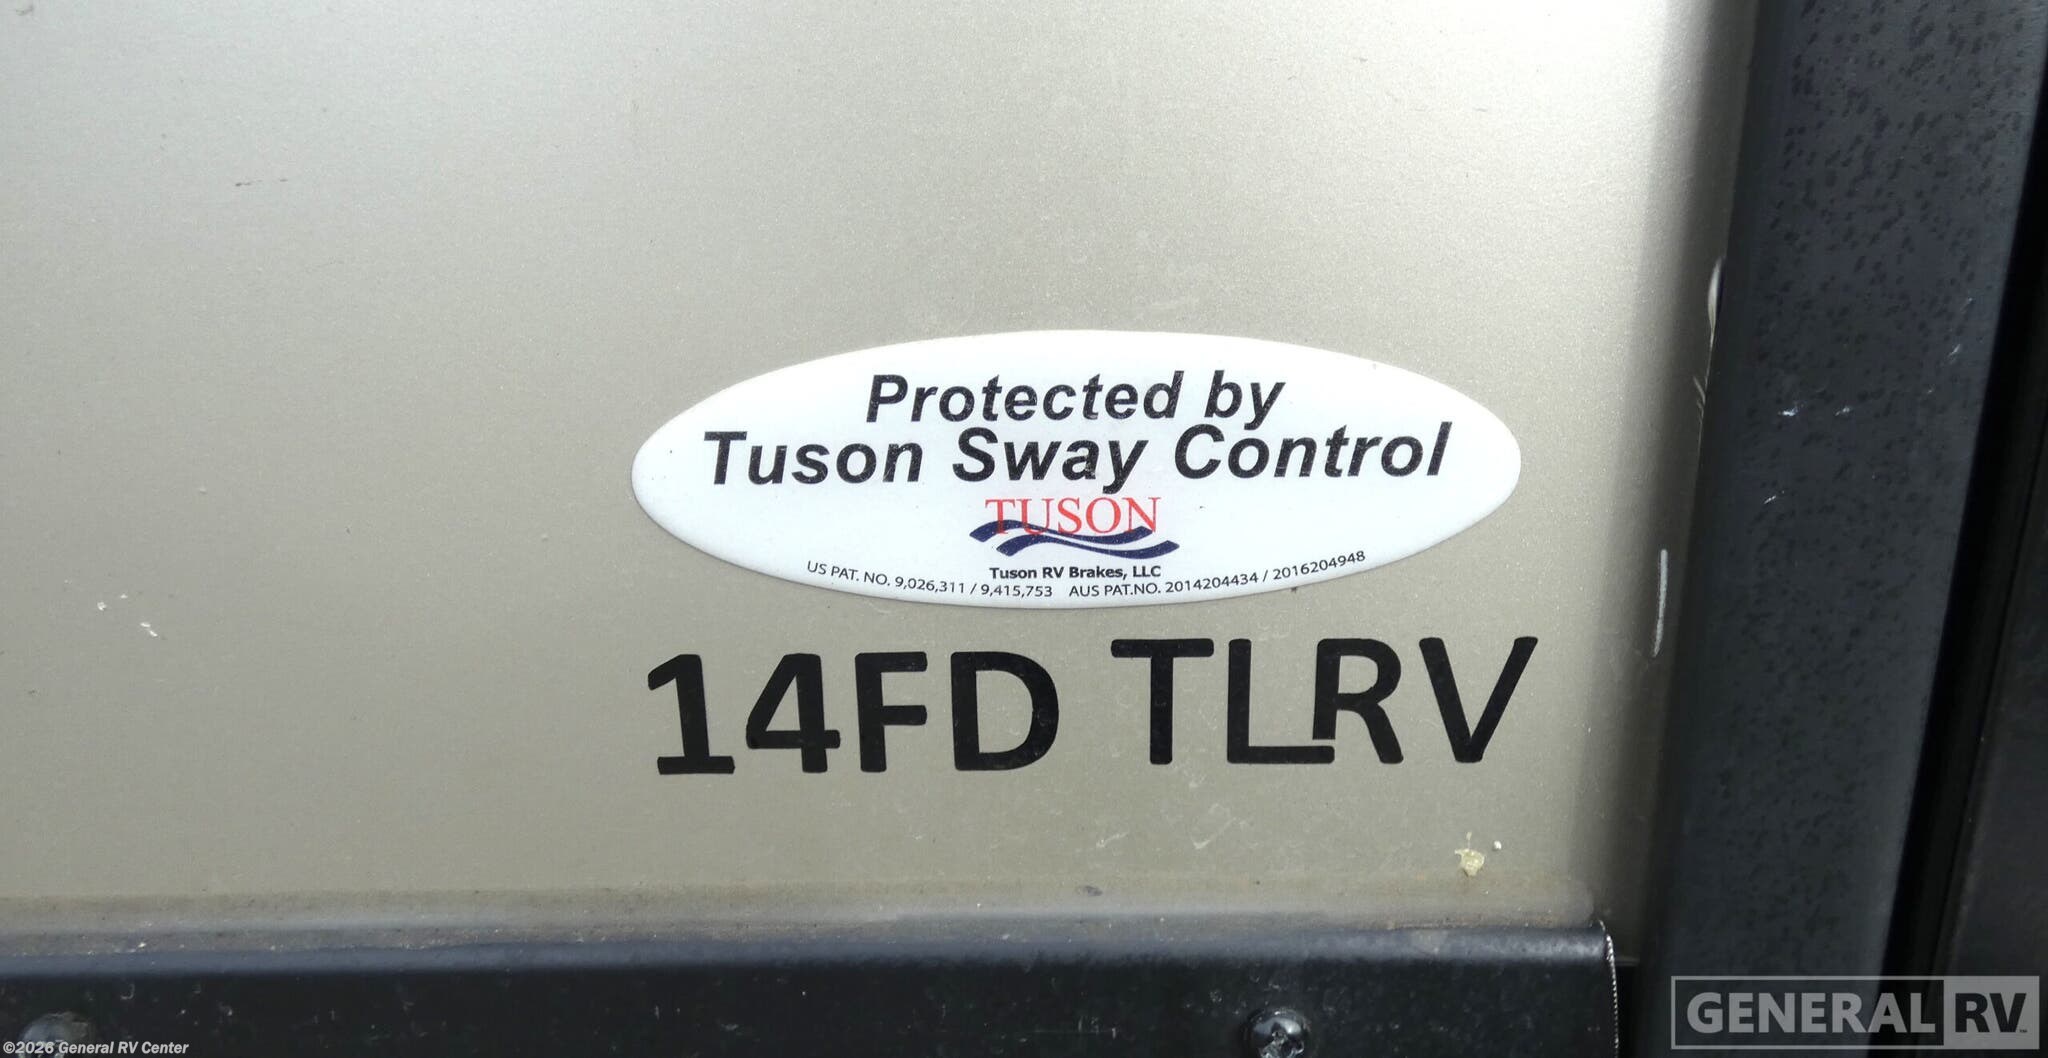 Protected by
Tuson Sway Control
TUSON
Tuson RV Brakes, LLC
US PAT. NO. 9,026,311 / 9,415,753 AUS PAT.NO. 2014204434 / 2016204948
14FD TLRV
GENERAL RV
©2026 General RV Center